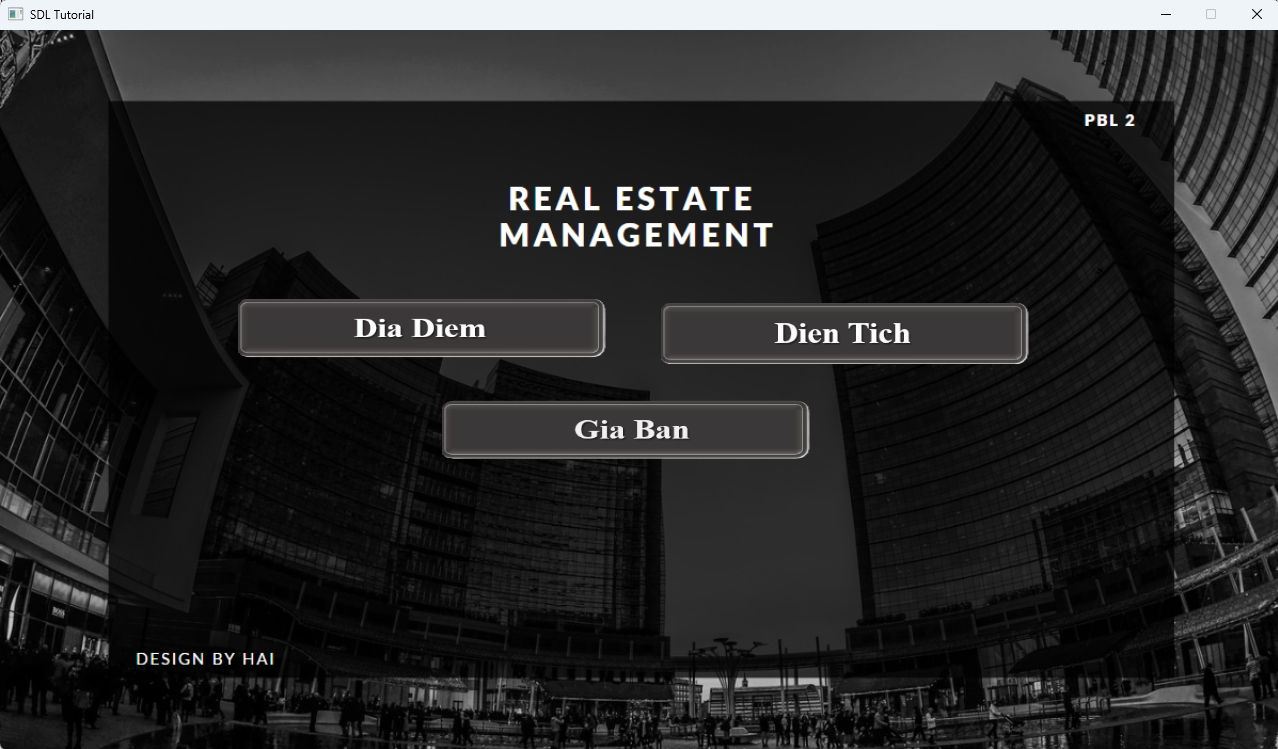 SDL Tutorial
PBL 2
REAL ESTATE
MANAGEMENT
Dia Diem
Dien Tich
Gia Ban
DESIGN BY HAI